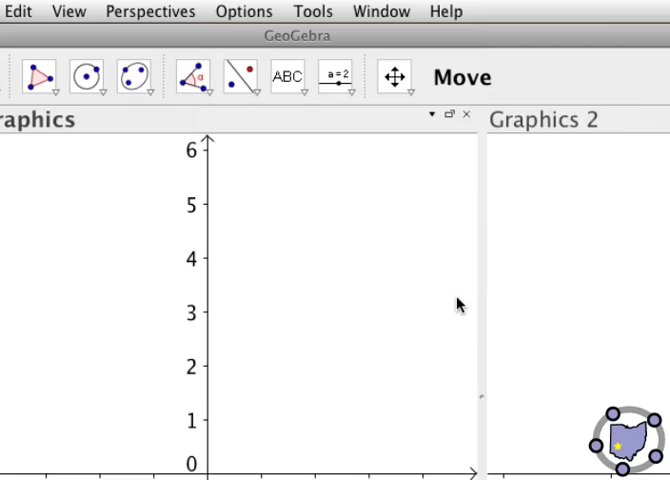 Edit View Perspectives Options Tools Window Help
GeoGebra
α ABC a=2 Move
raphics Graphics 2
6
5
4
3
2
1
0